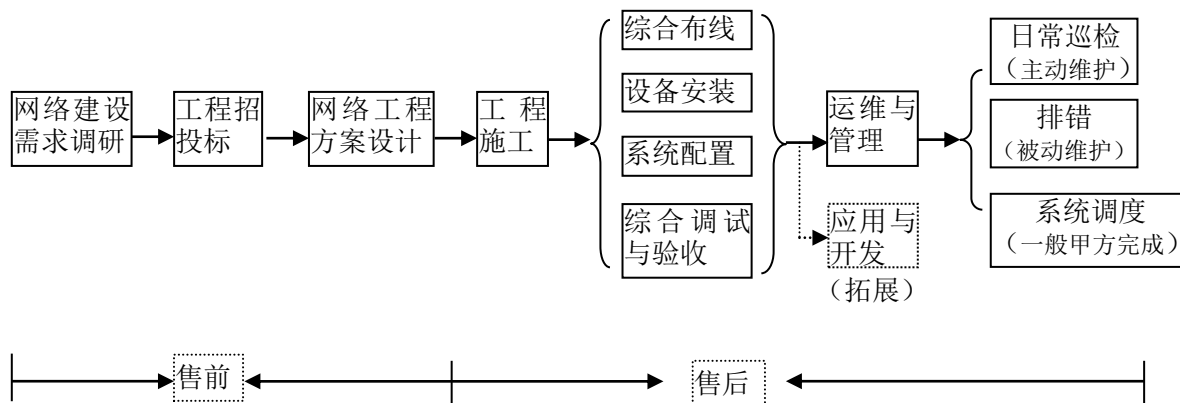 网络建设
需求调研
工程招
投标
网络工程
方案设计
工程
施工
综合布线
设备安装
系统配置
综合调试
与验收
运维与
管理
应用与
开发
（拓展）
日常巡检
（主动维护）
排错
（被动维护）
系统调度
（一般甲方完成）
售前
售后